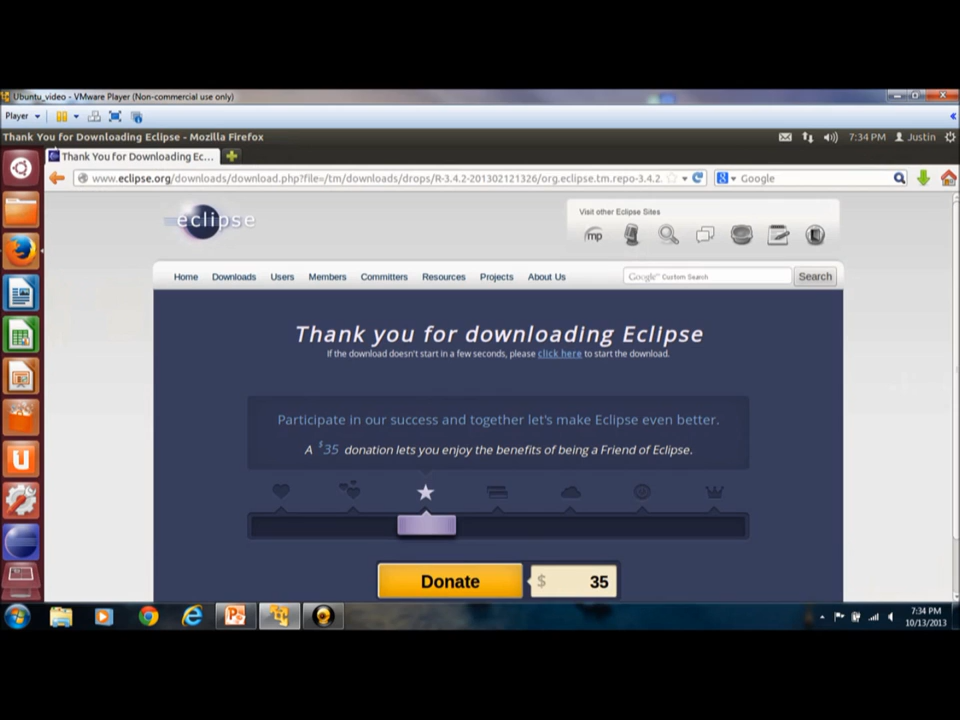 Ubuntu_video - VMware Player (Non-commercial use only)
Player
Thank You for Downloading Eclipse - Mozilla Firefox
7:34 PM
Justin
Thank You for Downloading Ec...
www.eclipse.org/downloads/download.php?file=/tm/downloads/drops/R-3.4.2-201302121326/org.eclipse.tm.repo-3.4.2.
Google
eclipse
Visit other Eclipse Sites
mp
Home Downloads Users Members Committers Resources Projects About Us
Google™ Custom Search
Search
Thank you for downloading Eclipse
If the download doesn't start in a few seconds, please click here to start the download.
Participate in our success and together let's make Eclipse even better.
A $35 donation lets you enjoy the benefits of being a Friend of Eclipse.
Donate
$ 35
7:34 PM
10/13/2013